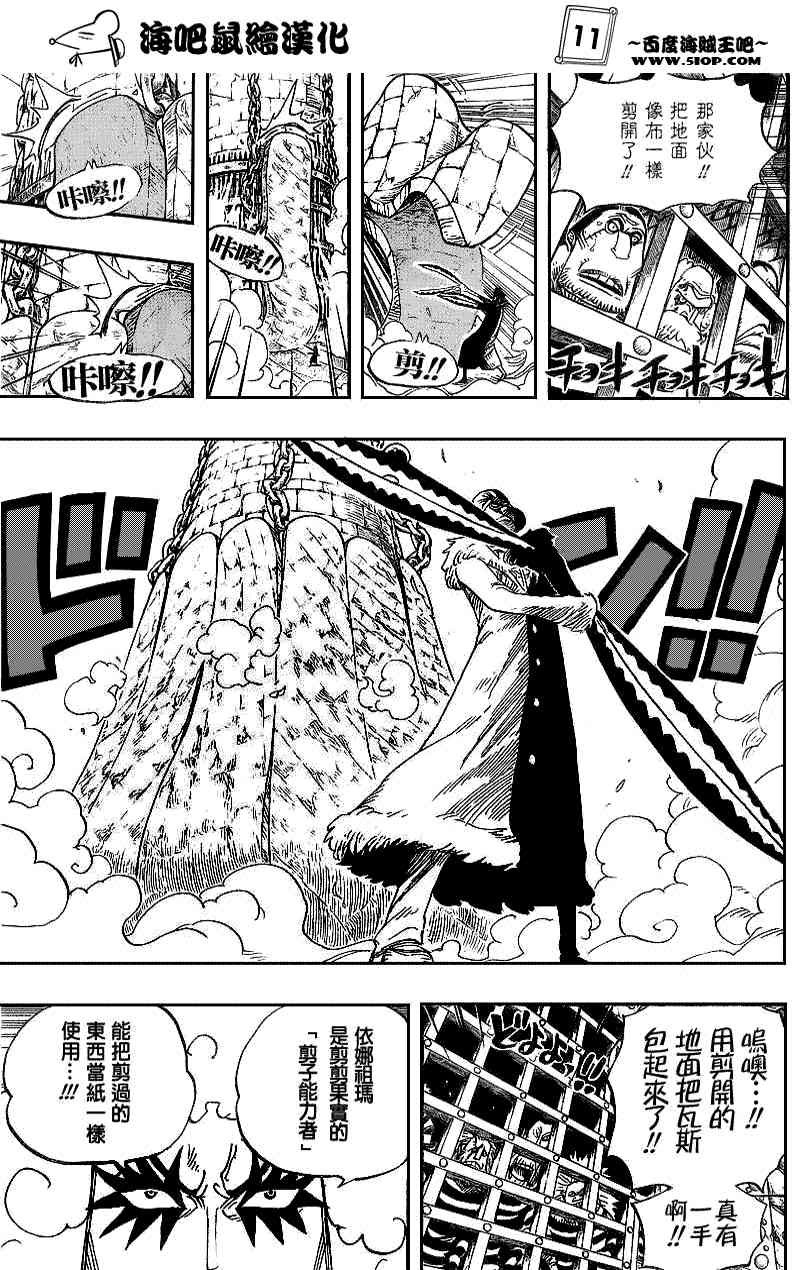 海吧鼠繪漢化
11
~百度海賊王吧~
WWW.5IOP.COM
那家伙!!
把地面
像布一樣
剪開了!!
チョキチョキチョキ
剪!!
咔嚓!!
咔嚓!!
咔嚓!!
ドン!!
嗚噢…!!
用剪開的
地面把瓦斯
包起來了!!
どよよっ!!!
真有
一手
啊!!
依娜祖瑪
是剪剪果實的
「剪子能力者」
能把剪過的
東西當紙一樣
使用…!!!